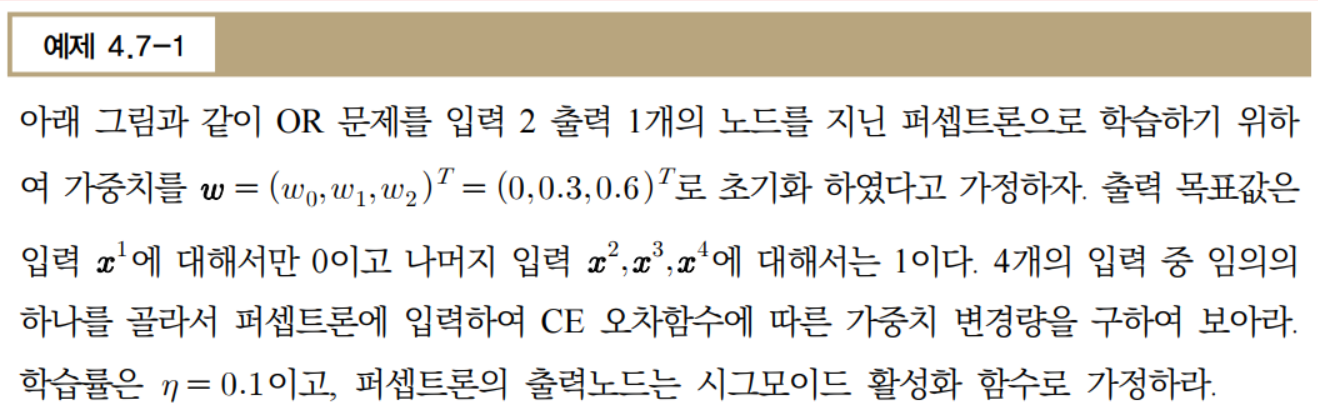 예제 4.7-1
아래 그림과 같이 OR 문제를 입력 2 출력 1개의 노드를 지닌 퍼셉트론으로 학습하기 위하
여 가중치를 w = (w₀, w₁, w₂)ᵀ = (0, 0.3, 0.6)ᵀ로 초기화 하였다고 가정하자. 출력 목표값은
입력 x¹에 대해서만 0이고 나머지 입력 x²,x³,x⁴에 대해서는 1이다. 4개의 입력 중 임의의
하나를 골라서 퍼셉트론에 입력하여 CE 오차함수에 따른 가중치 변경량을 구하여 보아라.
학습률은 η = 0.1이고, 퍼셉트론의 출력노드는 시그모이드 활성화 함수로 가정하라.